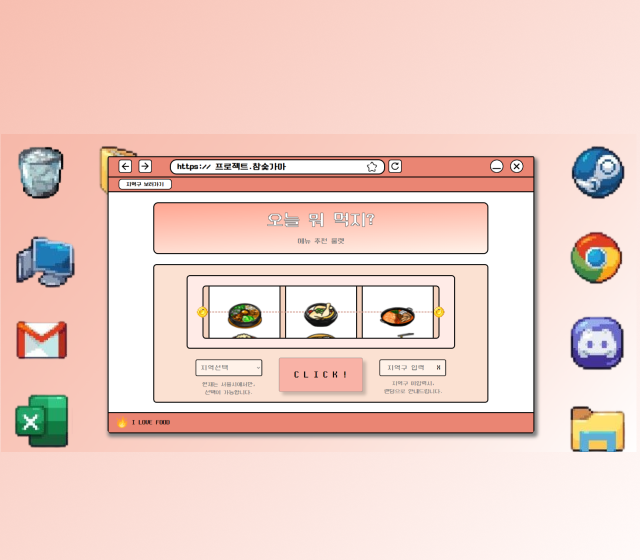 https:// 프로젝트.참숯가마
지역구 보러가기
오늘 뭐 먹지?
메뉴 추천 룰렛
지역선택
CLICK!
지역구 입력
현재는 서울시에서만,
선택이 가능합니다.
지역구 미입력시,
랜덤으로 안내드립니다.
I LOVE FOOD